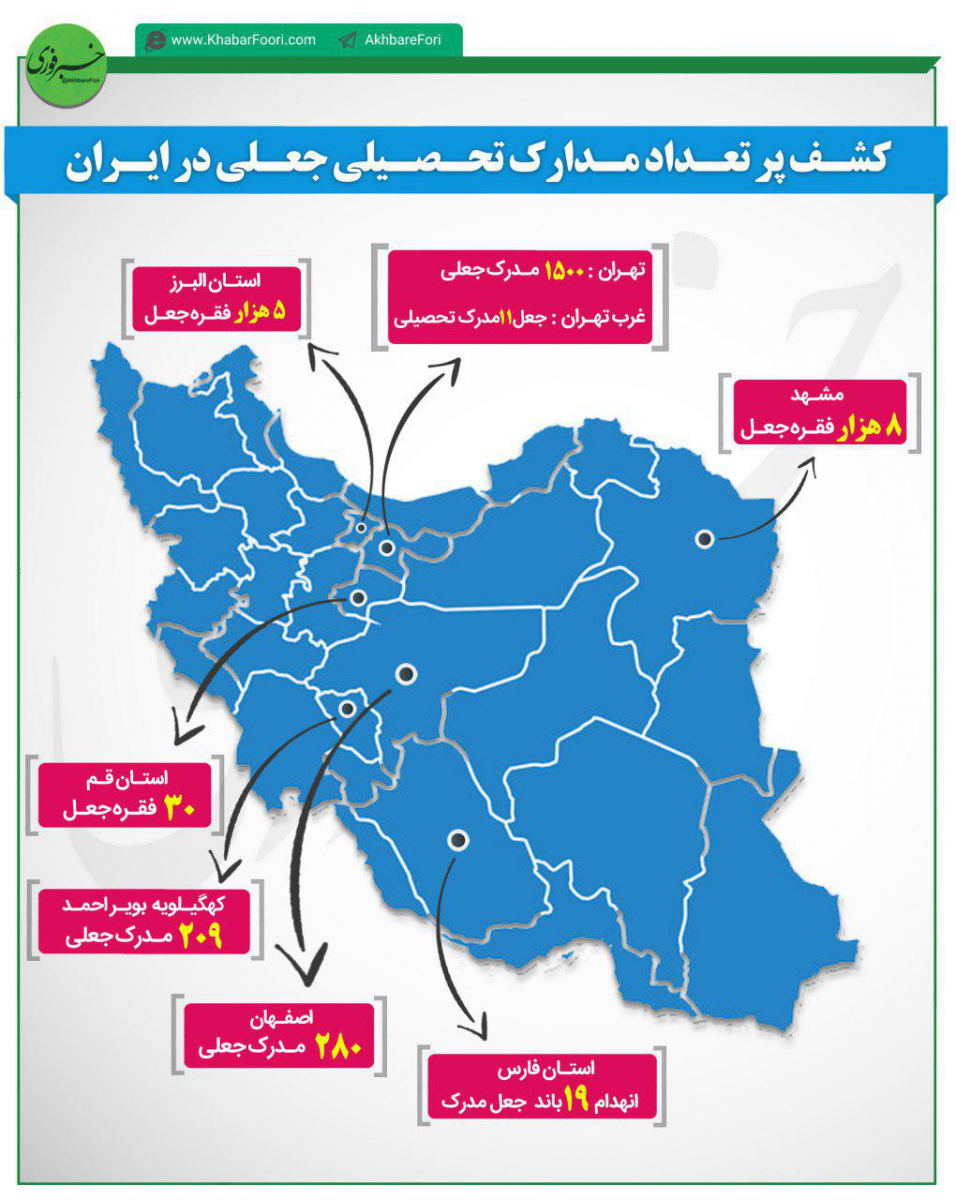 www.KhabarFoori.com AkhbareFori
خبرفوری
@AkhbareFori
کشف پر تعداد مدارک تحصیلی جعلی در ایران
تهران : ۱۵۰۰ مدرک جعلی
غرب تهران : جعل ۱۱ مدرک تحصیلی
استان البرز
۵ هزار فقره جعل
مشهد
۸ هزار فقره جعل
استان قم
۳۰ فقره جعل
کهگیلویه بویر احمد
۲۰۹ مدرک جعلی
اصفهان
۲۸۰ مدرک جعلی
استان فارس
انهدام ۱۹ باند جعل مدرک